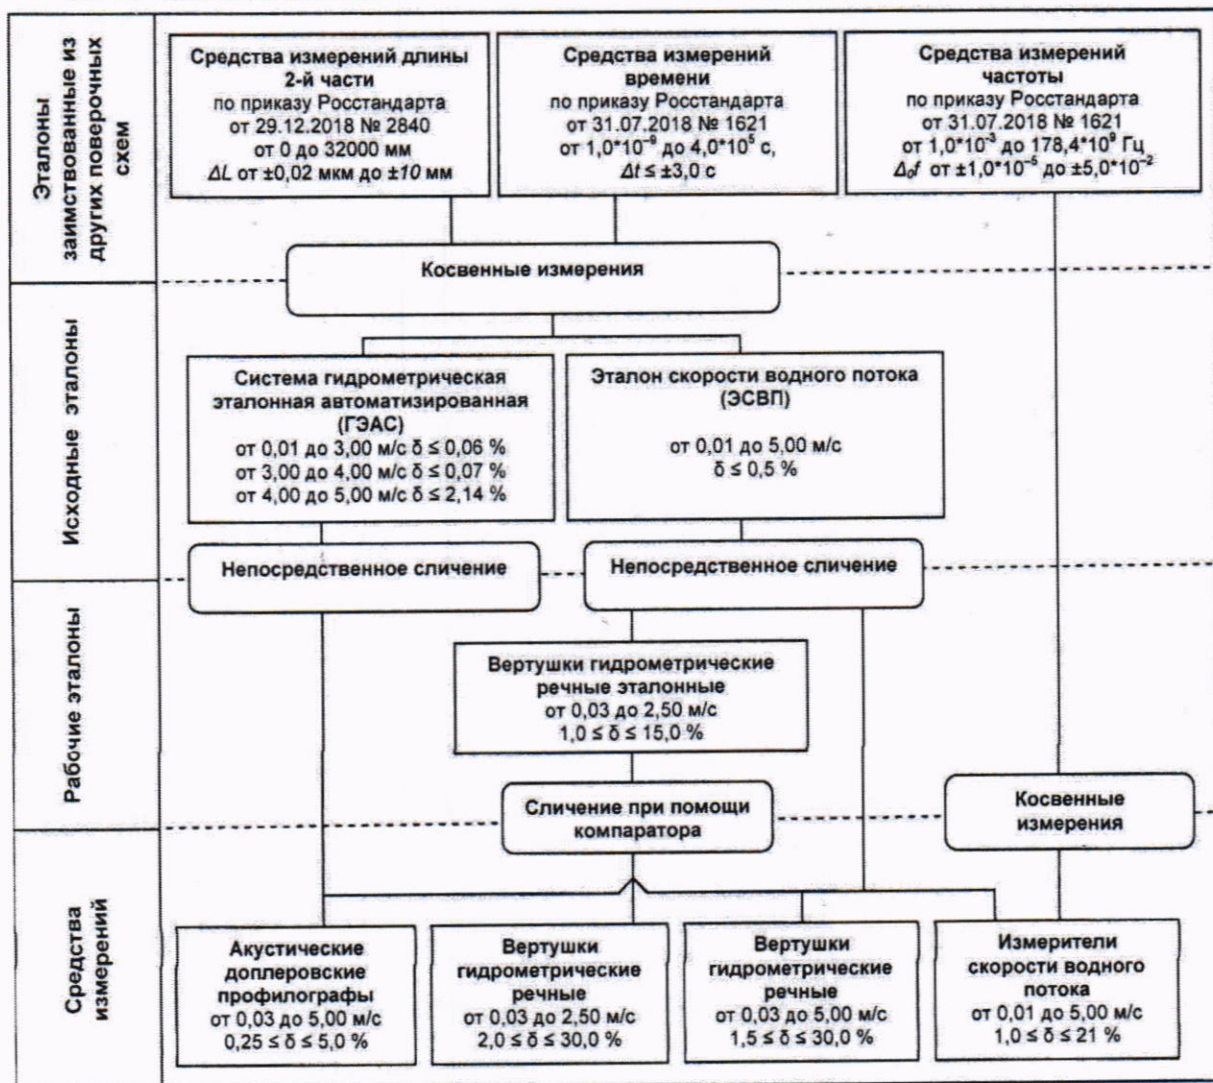 Эталоны
заимствованные из
других поверочных
схем
Средства измерений длины
2-й части
по приказу Росстандарта
от 29.12.2018 № 2840
от 0 до 32000 мм
ΔL от ±0,02 мкм до ±10 мм
Средства измерений
времени
по приказу Росстандарта
от 31.07.2018 № 1621
от 1,0*10⁻⁹ до 4,0*10⁵ с,
Δt ≤ ±3,0 с
Средства измерений
частоты
по приказу Росстандарта
от 31.07.2018 № 1621
от 1,0*10⁻³ до 178,4*10⁹ Гц
Δ₀f от ±1,0*10⁻⁵ до ±5,0*10⁻²
Косвенные измерения
Исходные эталоны
Система гидрометрическая
эталонная автоматизированная
(ГЭАС)
от 0,01 до 3,00 м/с δ ≤ 0,06 %
от 3,00 до 4,00 м/с δ ≤ 0,07 %
от 4,00 до 5,00 м/с δ ≤ 2,14 %
Эталон скорости водного потока
(ЭСВП)
от 0,01 до 5,00 м/с
δ ≤ 0,5 %
Непосредственное сличение
Непосредственное сличение
Рабочие эталоны
Вертушки гидрометрические
речные эталонные
от 0,03 до 2,50 м/с
1,0 ≤ δ ≤ 15,0 %
Сличение при помощи
компаратора
Косвенные
измерения
Средства
измерений
Акустические
доплеровские
профилографы
от 0,03 до 5,00 м/с
0,25 ≤ δ ≤ 5,0 %
Вертушки
гидрометрические
речные
от 0,03 до 2,50 м/с
2,0 ≤ δ ≤ 30,0 %
Вертушки
гидрометрические
речные
от 0,03 до 5,00 м/с
1,5 ≤ δ ≤ 30,0 %
Измерители
скорости водного
потока
от 0,01 до 5,00 м/с
1,0 ≤ δ ≤ 21 %